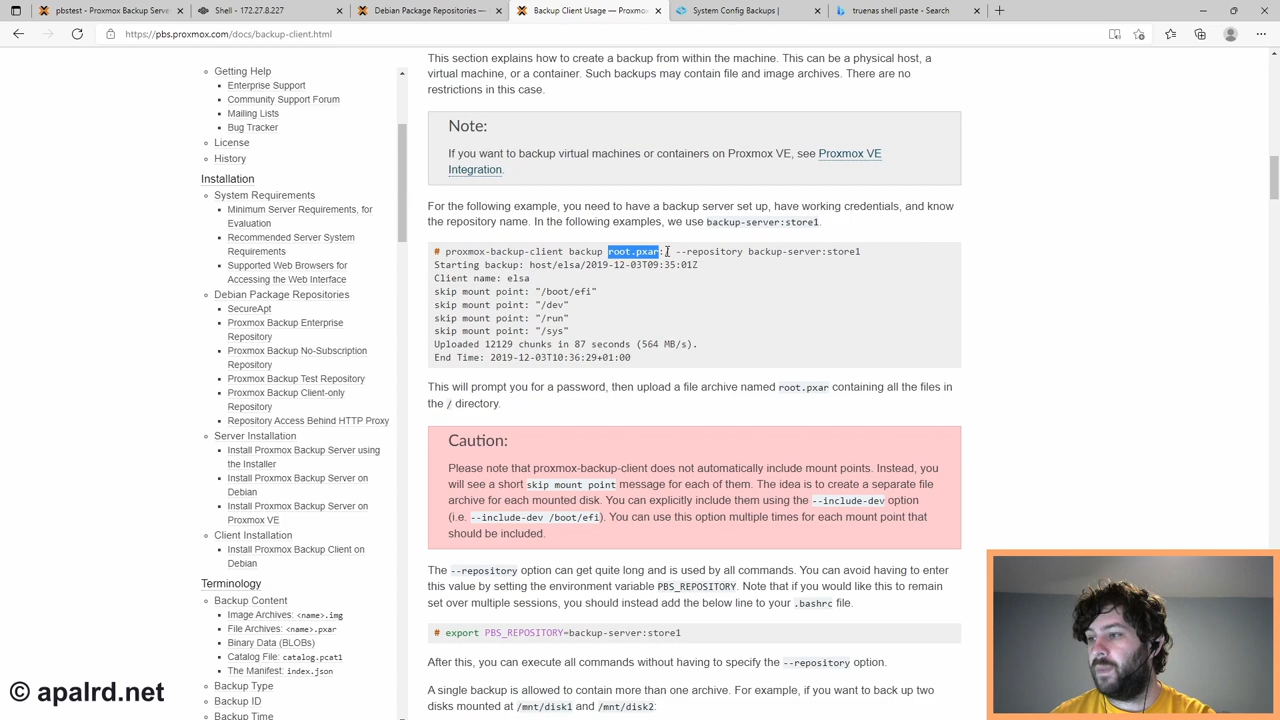 pbstest - Proxmox Backup Server
Shell - 172.27.8.227
Debian Package Repositories —
Backup Client Usage — Proxmox
System Config Backups |
truenas shell paste - Search
https://pbs.proxmox.com/docs/backup-client.html
Getting Help
Enterprise Support
Community Support Forum
Mailing Lists
Bug Tracker
License
History
Installation
System Requirements
Minimum Server Requirements, for
Evaluation
Recommended Server System
Requirements
Supported Web Browsers for
Accessing the Web Interface
Debian Package Repositories
SecureApt
Proxmox Backup Enterprise
Repository
Proxmox Backup No-Subscription
Repository
Proxmox Backup Test Repository
Proxmox Backup Client-only
Repository
Repository Access Behind HTTP Proxy
Server Installation
Install Proxmox Backup Server using
the Installer
Install Proxmox Backup Server on
Debian
Install Proxmox Backup Server on
Proxmox VE
Client Installation
Install Proxmox Backup Client on
Debian
Terminology
Backup Content
Image Archives: <name>.img
File Archives: <name>.pxar
Binary Data (BLOBs)
Catalog File: catalog.pcat1
The Manifest: index.json
Backup Type
Backup ID
Backup Time
This section explains how to create a backup from within the machine. This can be a physical host, a
virtual machine, or a container. Such backups may contain file and image archives. There are no
restrictions in this case.
Note:
If you want to backup virtual machines or containers on Proxmox VE, see Proxmox VE
Integration.
For the following example, you need to have a backup server set up, have working credentials, and know
the repository name. In the following examples, we use backup-server:store1.
# proxmox-backup-client backup root.pxar:/ --repository backup-server:store1
Starting backup: host/elsa/2019-12-03T09:35:01Z
Client name: elsa
skip mount point: "/boot/efi"
skip mount point: "/dev"
skip mount point: "/run"
skip mount point: "/sys"
Uploaded 12129 chunks in 87 seconds (564 MB/s).
End Time: 2019-12-03T10:36:29+01:00
This will prompt you for a password, then upload a file archive named root.pxar containing all the files in
the / directory.
Caution:
Please note that proxmox-backup-client does not automatically include mount points. Instead, you
will see a short skip mount point message for each of them. The idea is to create a separate file
archive for each mounted disk. You can explicitly include them using the --include-dev option
(i.e. --include-dev /boot/efi). You can use this option multiple times for each mount point that
should be included.
The --repository option can get quite long and is used by all commands. You can avoid having to enter
this value by setting the environment variable PBS_REPOSITORY. Note that if you would like this to remain
set over multiple sessions, you should instead add the below line to your .bashrc file.
# export PBS_REPOSITORY=backup-server:store1
After this, you can execute all commands without having to specify the --repository option.
A single backup is allowed to contain more than one archive. For example, if you want to back up two
disks mounted at /mnt/disk1 and /mnt/disk2:
© apalrd.net